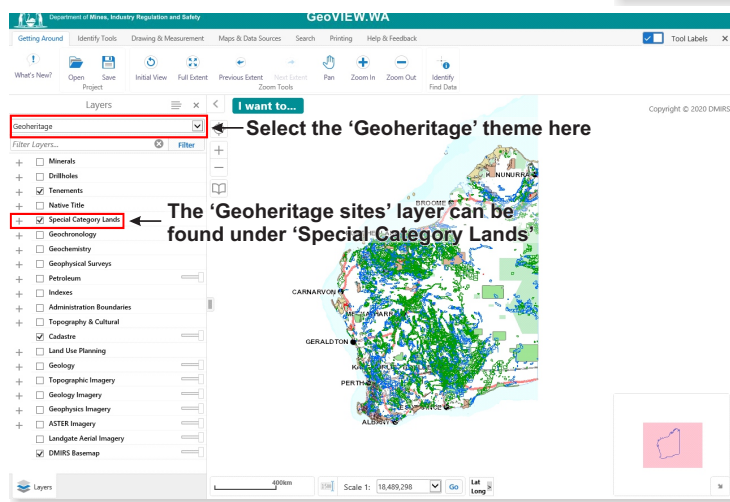 Department of Mines, Industry Regulation and Safety
GeoVIEW.WA
Getting Around Identify Tools Drawing & Measurement Maps & Data Sources Search Printing Help & Feedback Tool Labels
What's New? Open Save Initial View Full Extent Previous Extent Next Extent Pan Zoom In Zoom Out Identify
Project Zoom Tools Find Data
Layers
I want to...
Copyright © 2020 DMIRS
Geoheritage
Select the 'Geoheritage' theme here
Filter Layers... Filter
Minerals
Drillholes
Tenements
Native Title
Special Category Lands
The 'Geoheritage sites' layer can be
found under 'Special Category Lands'
Geochronology
Geochemistry
Geophysical Surveys
Petroleum
Indexes
Administration Boundaries
Topography & Cultural
Cadastre
Land Use Planning
Geology
Topographic Imagery
Geology Imagery
Geophysics Imagery
ASTER Imagery
Landgate Aerial Imagery
DMIRS Basemap
BROOME
CARNARVON
GERALDTON
PERTH
ALBANY
Layers
400km
Scale 1: 18,489,298 Go Lat
Long